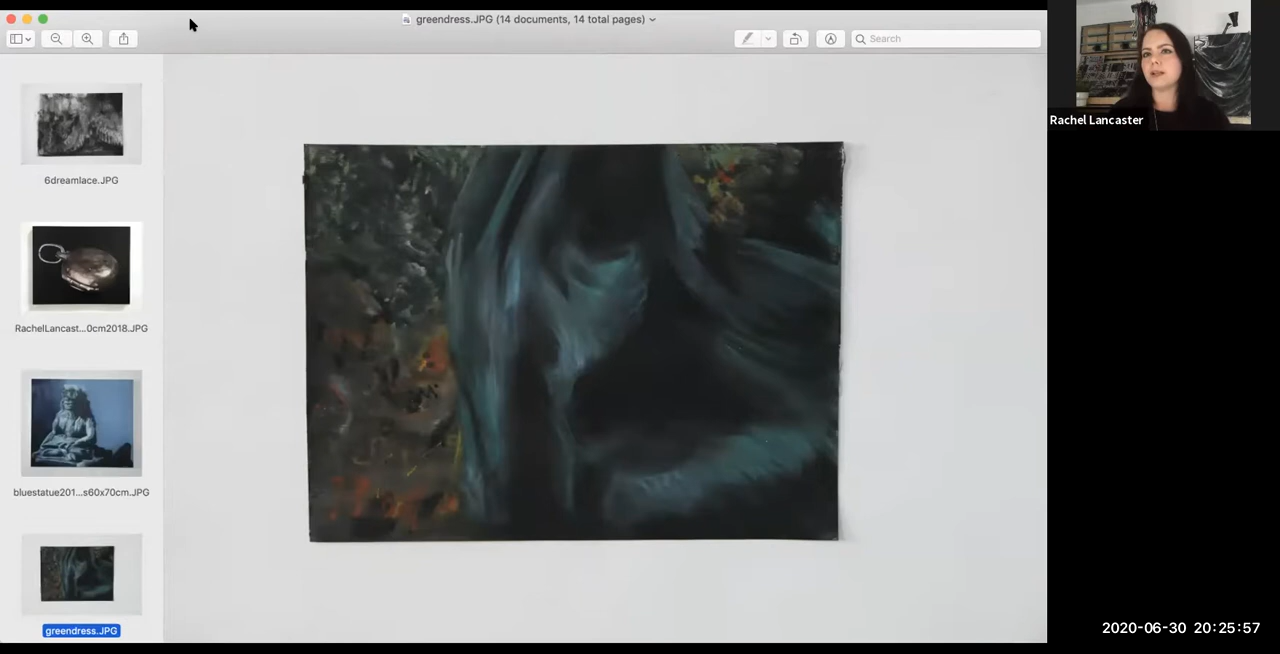 greendress.JPG (14 documents, 14 total pages)
Search
6dreamlace.JPG
RachelLancast...0cm2018.JPG
bluestatue201...s60x70cm.JPG
greendress.JPG
Rachel Lancaster
2020-06-30 20:25:57